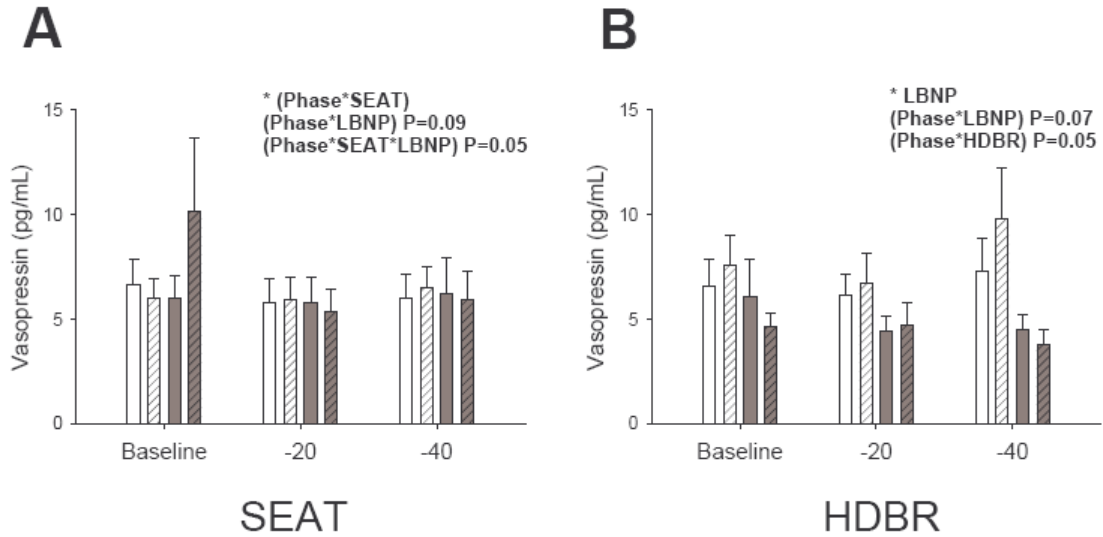 A
* (Phase*SEAT)
(Phase*LBNP) P=0.09
(Phase*SEAT*LBNP) P=0.05
Vasopressin (pg/mL)
15
10
5
0
Baseline
-20
-40
SEAT
B
* LBNP
(Phase*LBNP) P=0.07
(Phase*HDBR) P=0.05
Vasopressin (pg/mL)
15
10
5
0
Baseline
-20
-40
HDBR